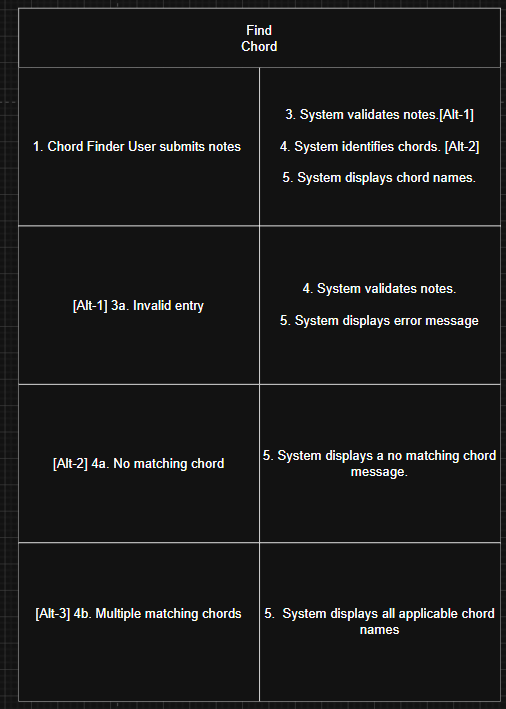 Find
Chord
1. Chord Finder User submits notes
3. System validates notes.[Alt-1]
4. System identifies chords. [Alt-2]
5. System displays chord names.
[Alt-1] 3a. Invalid entry
4. System validates notes.
5. System displays error message
[Alt-2] 4a. No matching chord
5. System displays a no matching chord
message.
[Alt-3] 4b. Multiple matching chords
5.  System displays all applicable chord
names